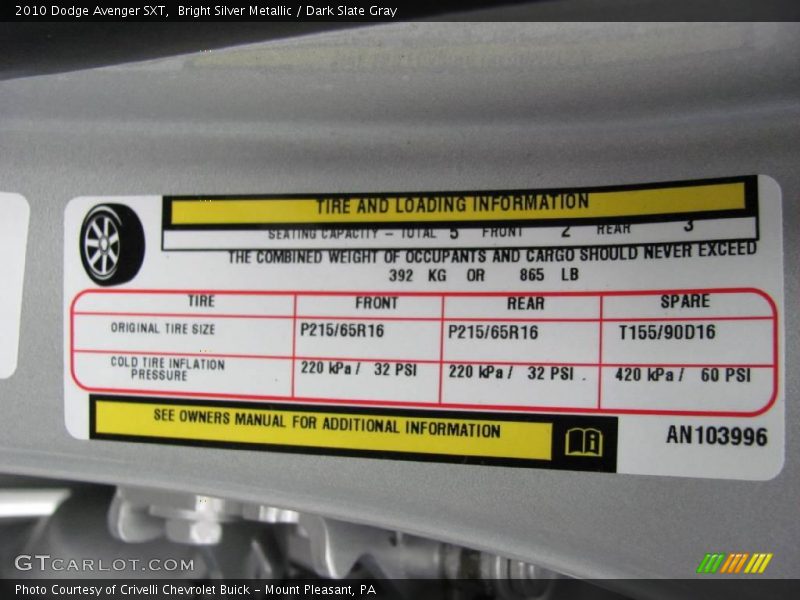 2010 Dodge Avenger SXT,  Bright Silver Metallic / Dark Slate Gray
TIRE AND LOADING INFORMATION
SEATING CAPACITY – TOTAL 5 FRONT 2 REAR 3
THE COMBINED WEIGHT OF OCCUPANTS AND CARGO SHOULD NEVER EXCEED
392 KG OR 865 LB
TIRE FRONT REAR SPARE
ORIGINAL TIRE SIZE P215/65R16 P215/65R16 T155/90D16
COLD TIRE INFLATION PRESSURE 220 kPa / 32 PSI 220 kPa / 32 PSI . 420 kPa / 60 PSI
SEE OWNERS MANUAL FOR ADDITIONAL INFORMATION
AN103996
GTCARLOT.COM
Photo Courtesy of Crivelli Chevrolet Buick – Mount Pleasant, PA